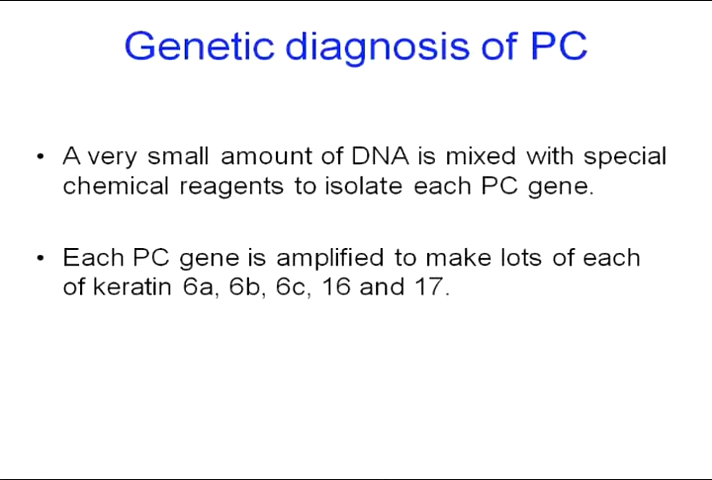 Genetic diagnosis of PC
• A very small amount of DNA is mixed with special
chemical reagents to isolate each PC gene.
• Each PC gene is amplified to make lots of each
of keratin 6a, 6b, 6c, 16 and 17.